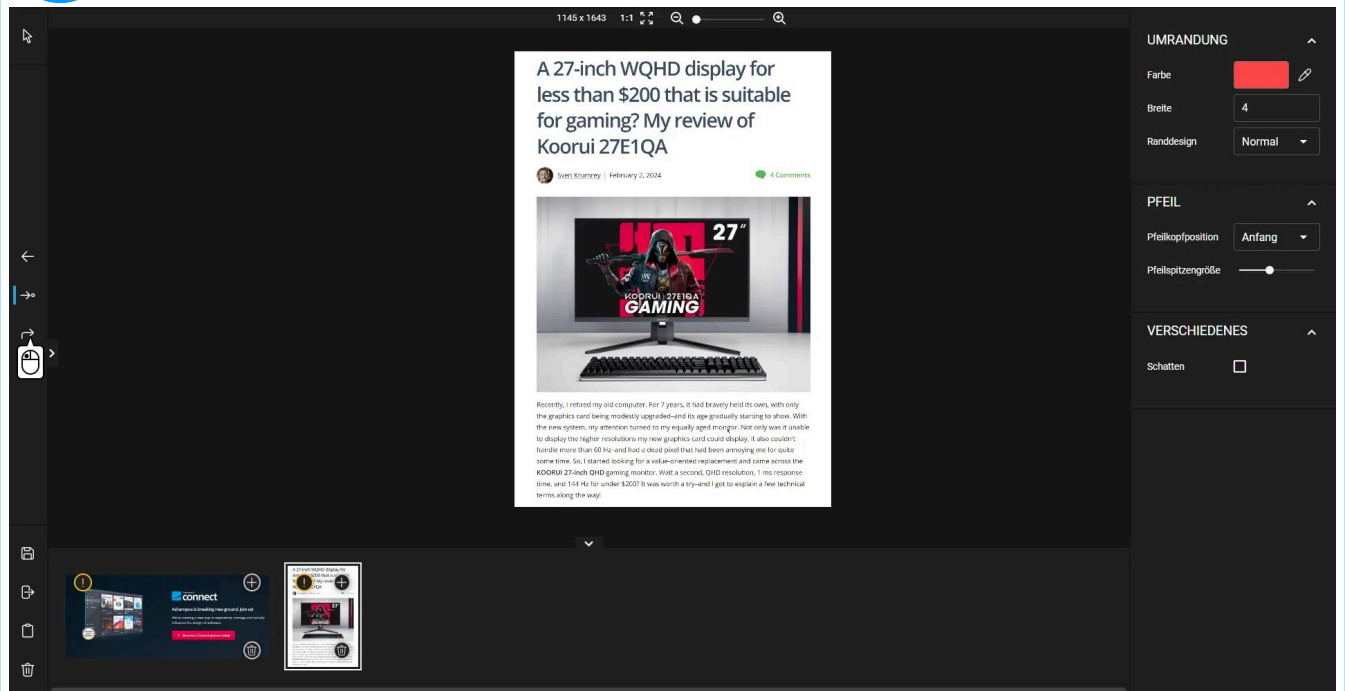 1145 x 1643 1:1
A 27-inch WQHD display for
less than $200 that is suitable
for gaming? My review of
Koorui 27E1QA
Sven Krumrey | February 2, 2024
4 Comments
27"
KOORUI 27E1QA
GAMING
Recently, I retired my old computer. For 7 years, it had bravely held its own, with only
the graphics card being modestly upgraded–and its age gradually starting to show. With
the new system, my attention turned to my equally aged monitor. Not only was it unable
to display the higher resolutions my new graphics card could display, it also couldn't
handle more than 60 Hz–and had a dead pixel that had been annoying me for quite
some time. So, I started looking for a value-oriented replacement and came across the
KOORUI 27-inch QHD gaming monitor. Wait a second, QHD resolution, 1 ms response
time, and 144 Hz for under $200? It was worth a try–and I got to explain a few technical
terms along the way!
UMRANDUNG
Farbe
Breite 4
Randdesign Normal
PFEIL
Pfeilkopfposition Anfang
Pfeilspitzengröße
VERSCHIEDENES
Schatten
connect
Ashampoo is breaking new ground. Join us!
A 27-inch WQHD display for